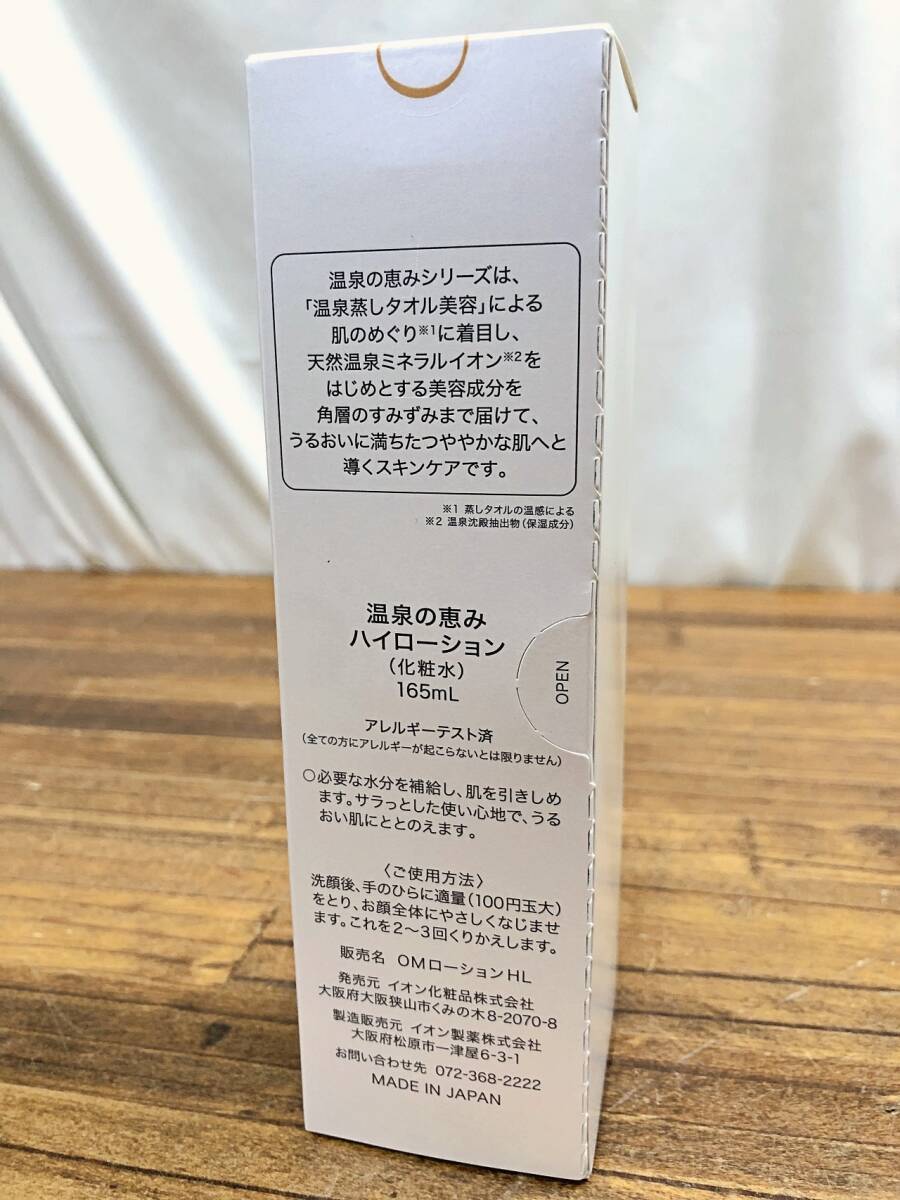 温泉の恵みシリーズは、
「温泉蒸しタオル美容」による
肌のめぐり※1に着目し、
天然温泉ミネラルイオン※2を
はじめとする美容成分を
角層のすみずみまで届けて、
うるおいに満ちたつややかな肌へと
導くスキンケアです。
※1 蒸しタオルの温感による
※2 温泉沈殿抽出物（保湿成分）
温泉の恵み
ハイローション
（化粧水）
165mL
OPEN
アレルギーテスト済
（全ての方にアレルギーが起こらないとは限りません）
○必要な水分を補給し、肌を引きしめ
ます。サラっとした使い心地で、うる
おい肌にととのえます。
〈ご使用方法〉
洗顔後、手のひらに適量（100円玉大）
をとり、お顔全体にやさしくなじませ
ます。これを2〜3回くりかえします。
販売名 OMローションHL
発売元 イオン化粧品株式会社
大阪府大阪狭山市くみの木8-2070-8
製造販売元 イオン製薬株式会社
大阪府松原市一津屋6-3-1
お問い合わせ先 072-368-2222
MADE IN JAPAN